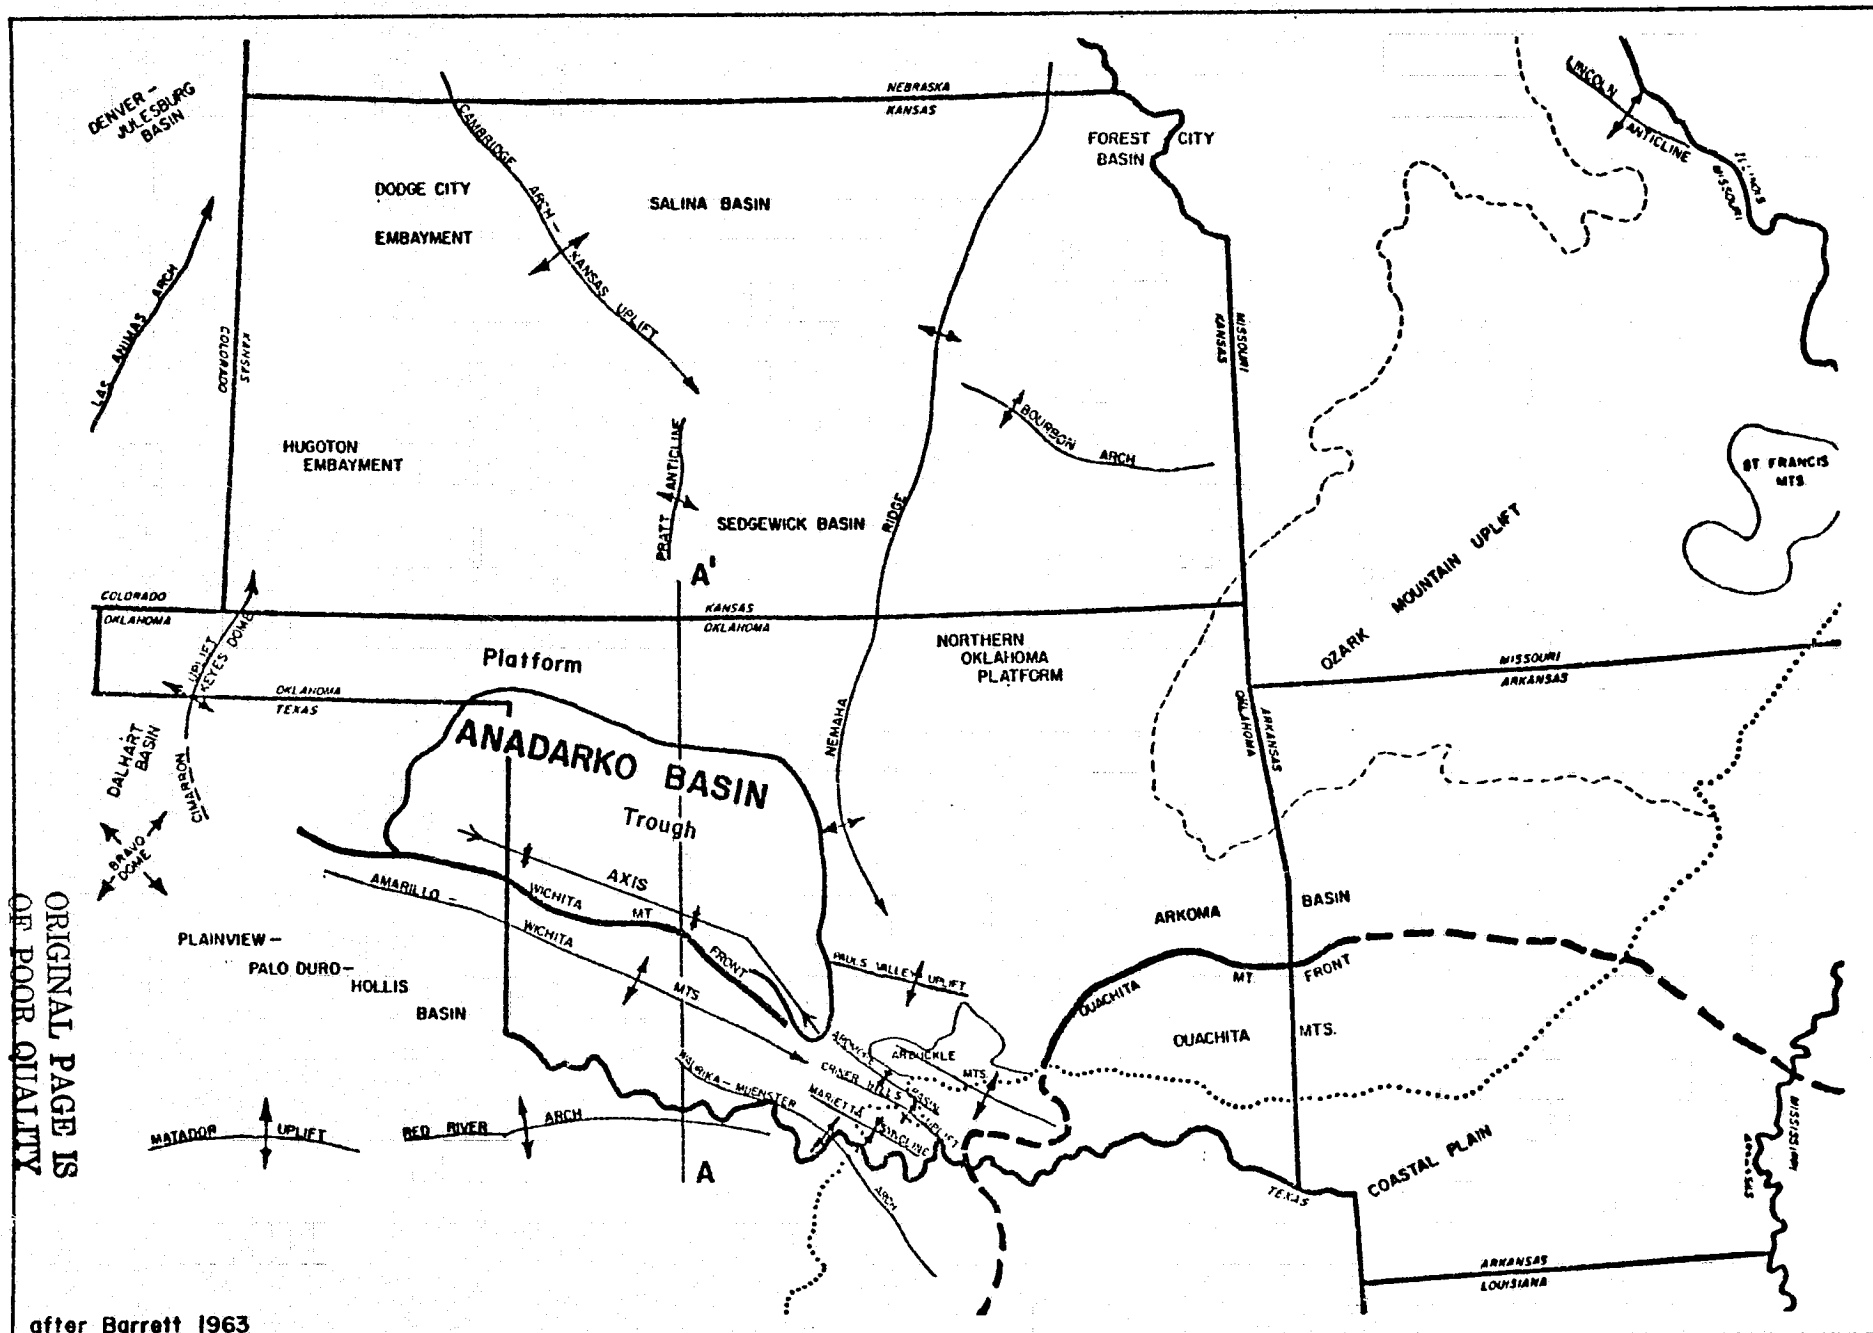 DENVER -
JULESBURG
BASIN
NEBRASKA
KANSAS
LINCOLN
ANTICLINE
ILLINOIS
MISSOURI
FOREST CITY
BASIN
CAMBRIDGE ARCH - KANSAS UPLIFT
DODGE CITY
EMBAYMENT
SALINA BASIN
LAS ANIMAS ARCH
KANSAS
COLORADO
MISSOURI
KANSAS
BOURBON ARCH
HUGOTON
EMBAYMENT
PRATT ANTICLINE
SEDGEWICK BASIN
NEMAHA RIDGE
ST. FRANCIS
MTS.
OZARK MOUNTAIN UPLIFT
A'
COLORADO
OKLAHOMA
KANSAS
OKLAHOMA
UPLIFT
KEYES DOME
CIMARRON
Platform
NORTHERN
OKLAHOMA
PLATFORM
MISSOURI
ARKANSAS
OKLAHOMA
TEXAS
ARKANSAS
OKLAHOMA
DALHART
BASIN
ANADARKO BASIN
Trough
BRAVO
DOME
AXIS
AMARILLO - WICHITA MTS.
WICHITA MT. FRONT
ARKOMA BASIN
PLAINVIEW -
PALO DURO -
HOLLIS
BASIN
PAULS VALLEY UPLIFT
OUACHITA MT. FRONT
OUACHITA MTS.
ARBUCKLE
MTS.
ARDMORE BASIN
CRINER HILLS UPLIFT
MARIETTA SYNCLINE
WAURIKA - MUENSTER
ARCH
MATADOR UPLIFT
RED RIVER ARCH
A
COASTAL PLAIN
TEXAS
MISSISSIPPI
ARKANSAS
ARKANSAS
LOUISIANA
ORIGINAL PAGE IS
OF POOR QUALITY
after Barrett 1963